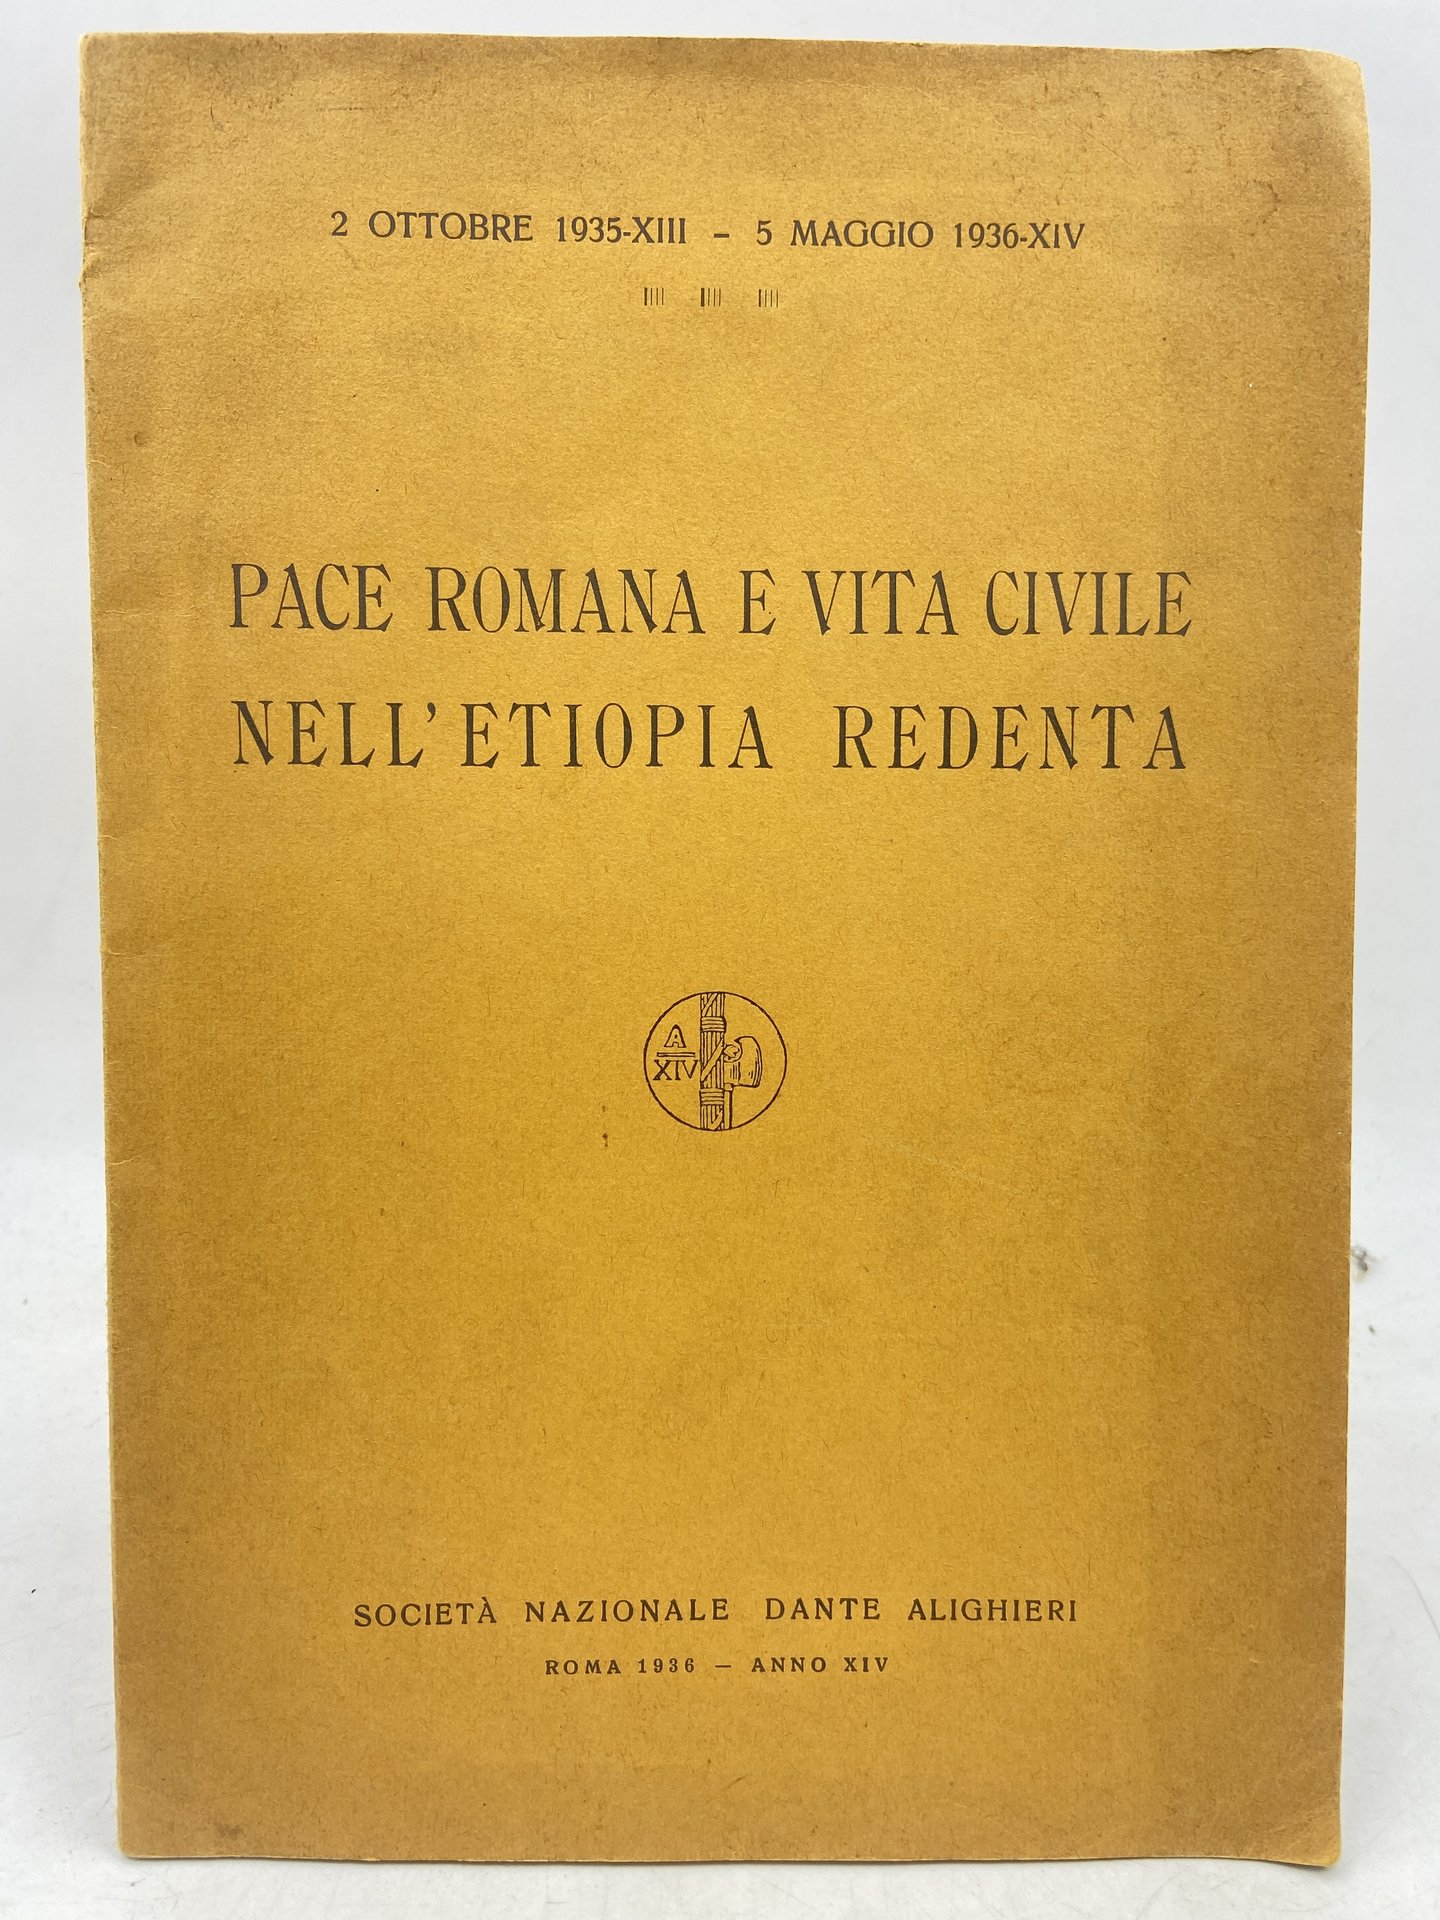 2 OTTOBRE 1935-XIII – 5 MAGGIO 1936-XIV
PACE ROMANA E VITA CIVILE
NELL'ETIOPIA REDENTA
A
XIV
SOCIETÀ NAZIONALE DANTE ALIGHIERI
ROMA 1936 — ANNO XIV